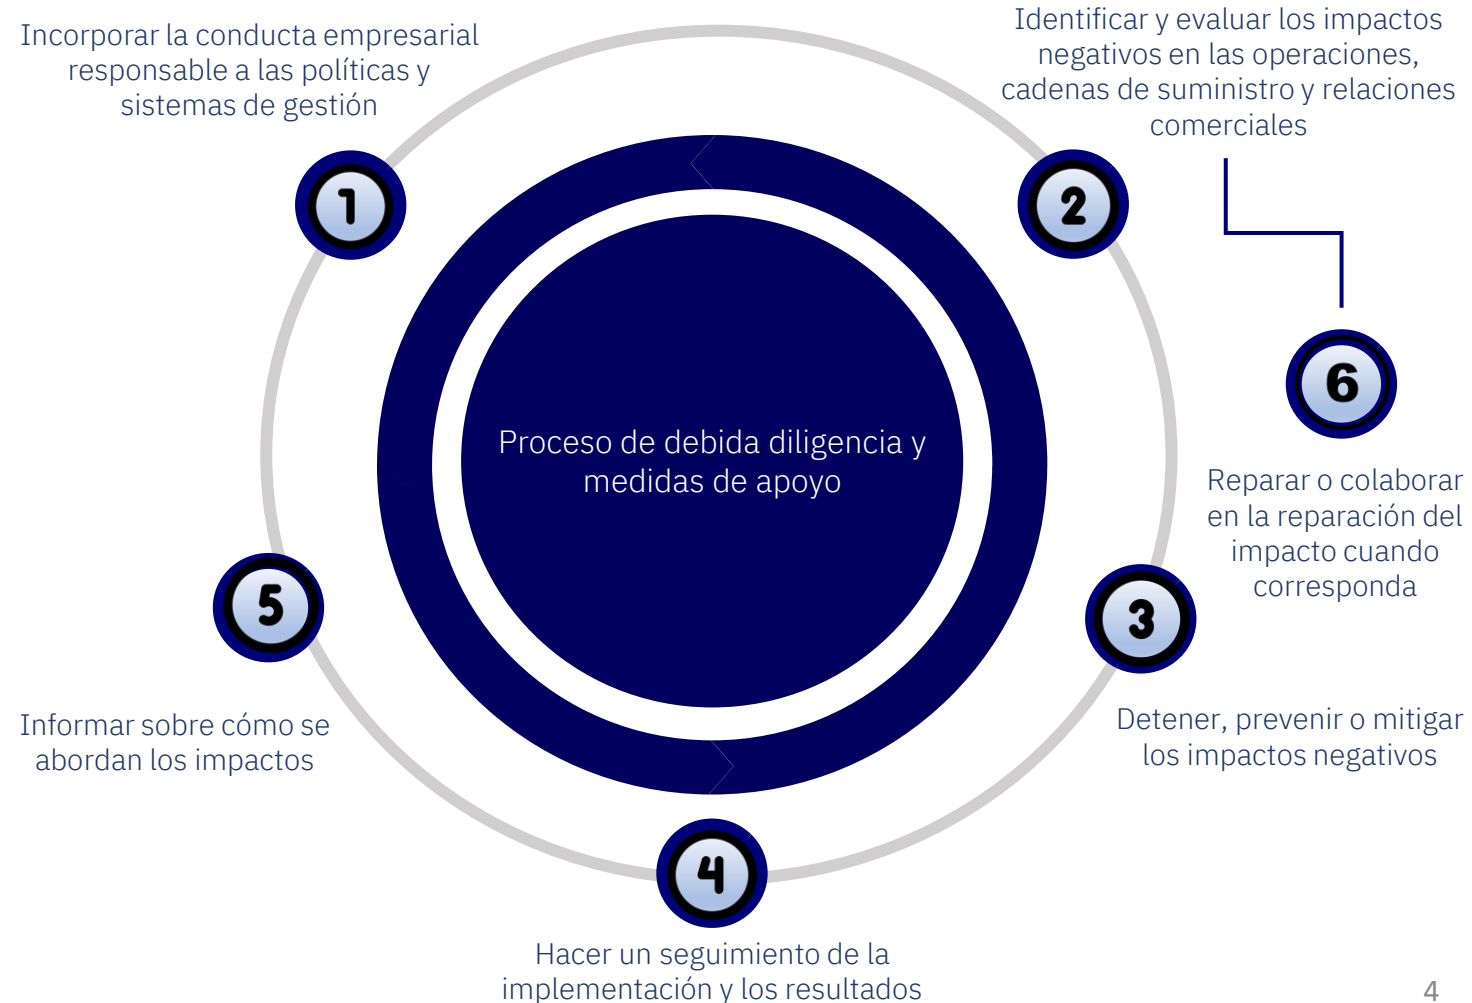 Incorporar la conducta empresarial
responsable a las políticas y
sistemas de gestión
1
Identificar y evaluar los impactos
negativos en las operaciones,
cadenas de suministro y relaciones
comerciales
2
6
Reparar o colaborar
en la reparación del
impacto cuando
corresponda
Proceso de debida diligencia y
medidas de apoyo
3
Detener, prevenir o mitigar
los impactos negativos
4
Hacer un seguimiento de la
implementación y los resultados
5
Informar sobre cómo se
abordan los impactos
4